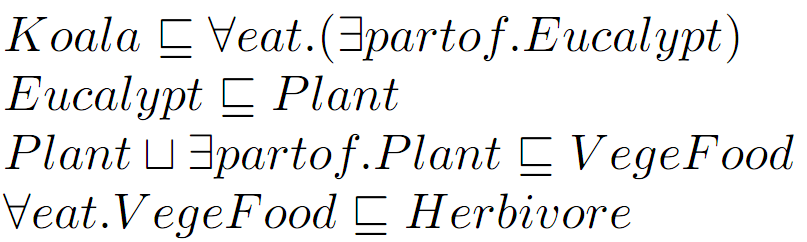 Koala ⊑ ∀eat.(∃partof.Eucalypt)
Eucalypt ⊑ Plant
Plant ⊔ ∃partof.Plant ⊑ VegeFood
∀eat.VegeFood ⊑ Herbivore